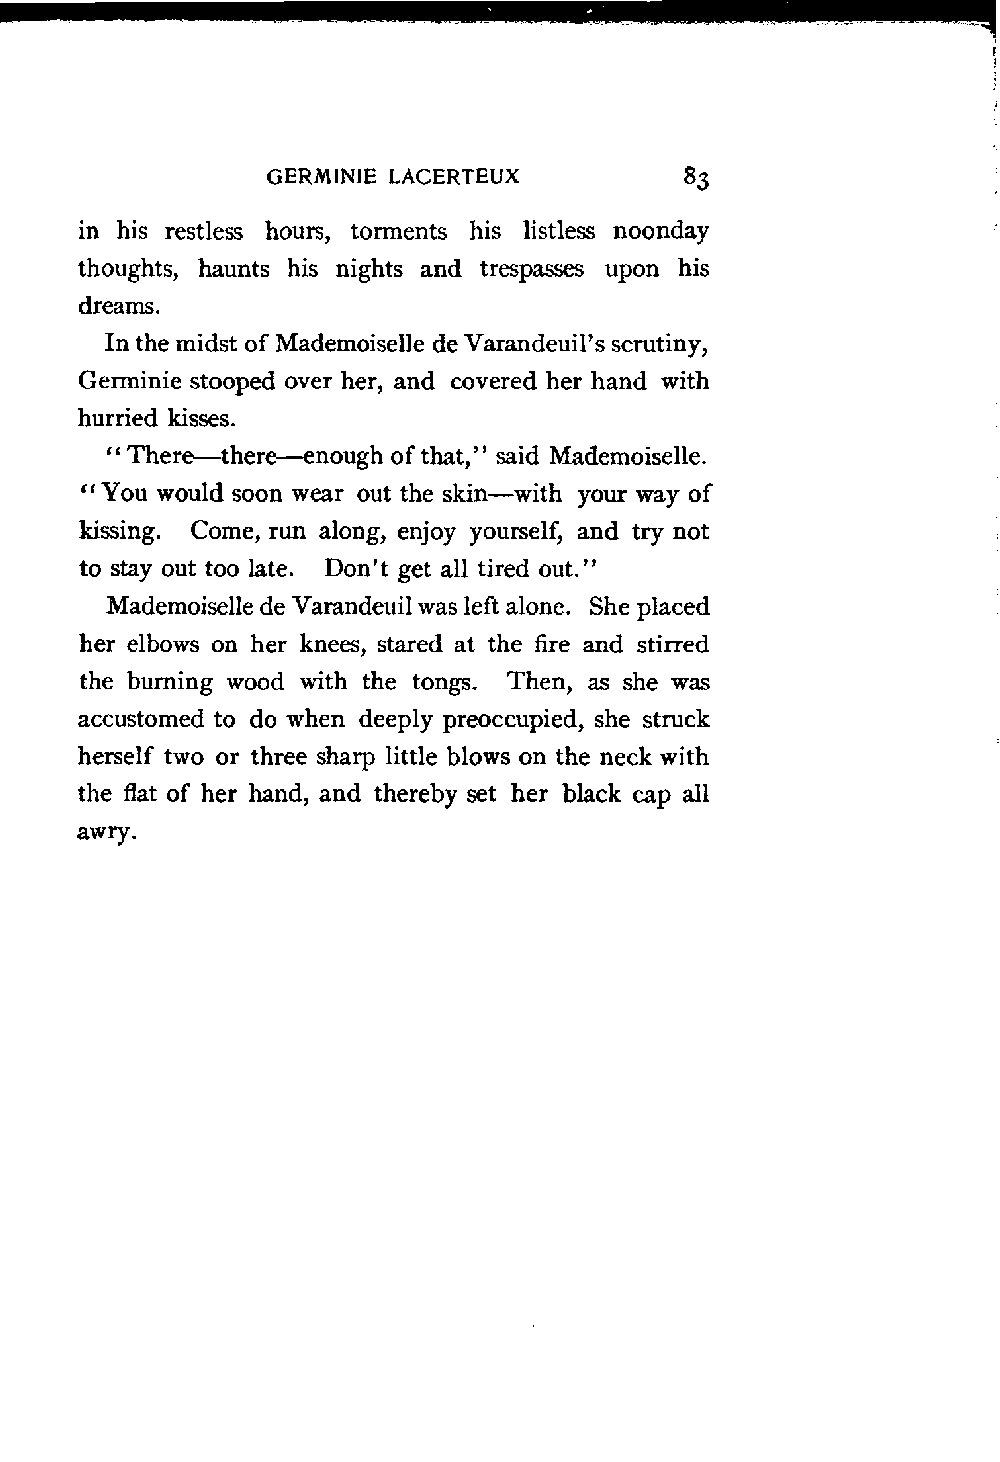 GERMINIE LACERTEUX 83
in his restless hours, torments his listless noonday
thoughts, haunts his nights and trespasses upon his
dreams.
In the midst of Mademoiselle de Varandeuil's scrutiny,
Germinie stooped over her, and covered her hand with
hurried kisses.
"There—there—enough of that," said Mademoiselle.
"You would soon wear out the skin—with your way of
kissing. Come, run along, enjoy yourself, and try not
to stay out too late. Don't get all tired out."
Mademoiselle de Varandeuil was left alone. She placed
her elbows on her knees, stared at the fire and stirred
the burning wood with the tongs. Then, as she was
accustomed to do when deeply preoccupied, she struck
herself two or three sharp little blows on the neck with
the flat of her hand, and thereby set her black cap all
awry.